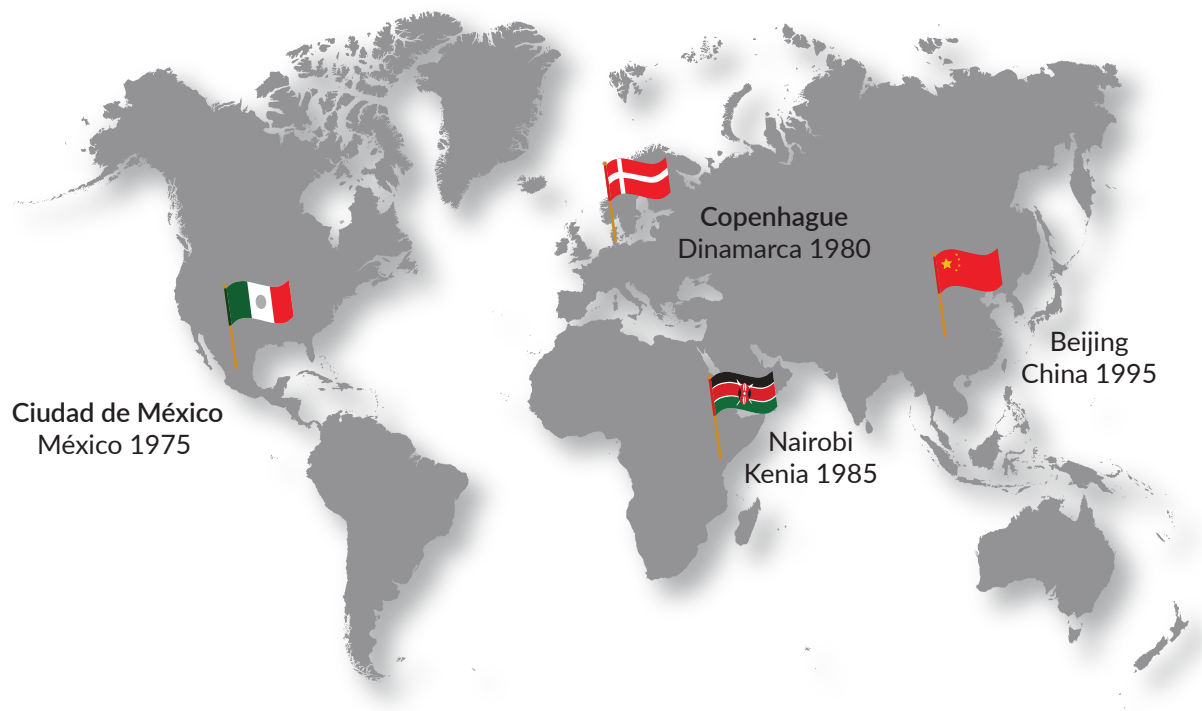 Copenhague
Dinamarca 1980
Beijing
China 1995
Ciudad de México
México 1975
Nairobi
Kenia 1985